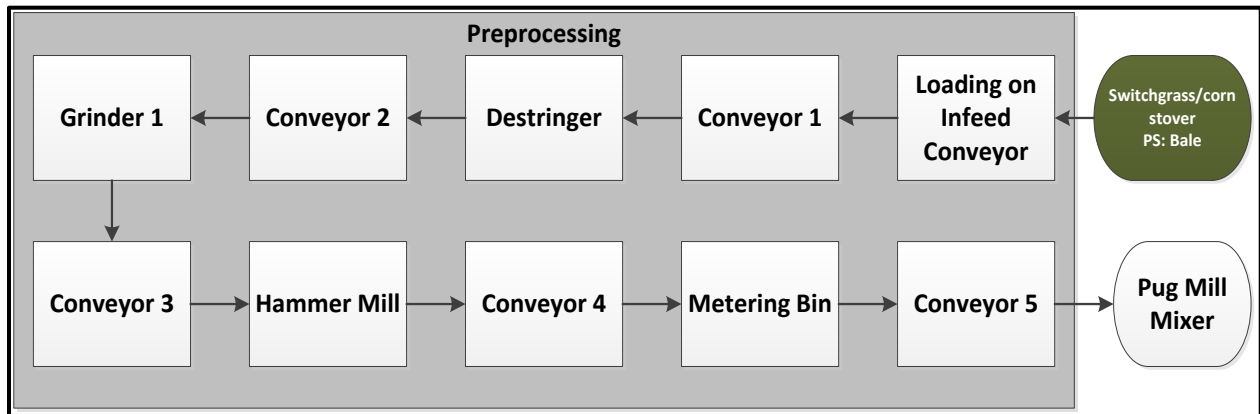 Preprocessing
Grinder 1
Conveyor 2
Destringer
Conveyor 1
Loading on
Infeed
Conveyor
Switchgrass/corn
stover
PS: Bale
Conveyor 3
Hammer Mill
Conveyor 4
Metering Bin
Conveyor 5
Pug Mill
Mixer